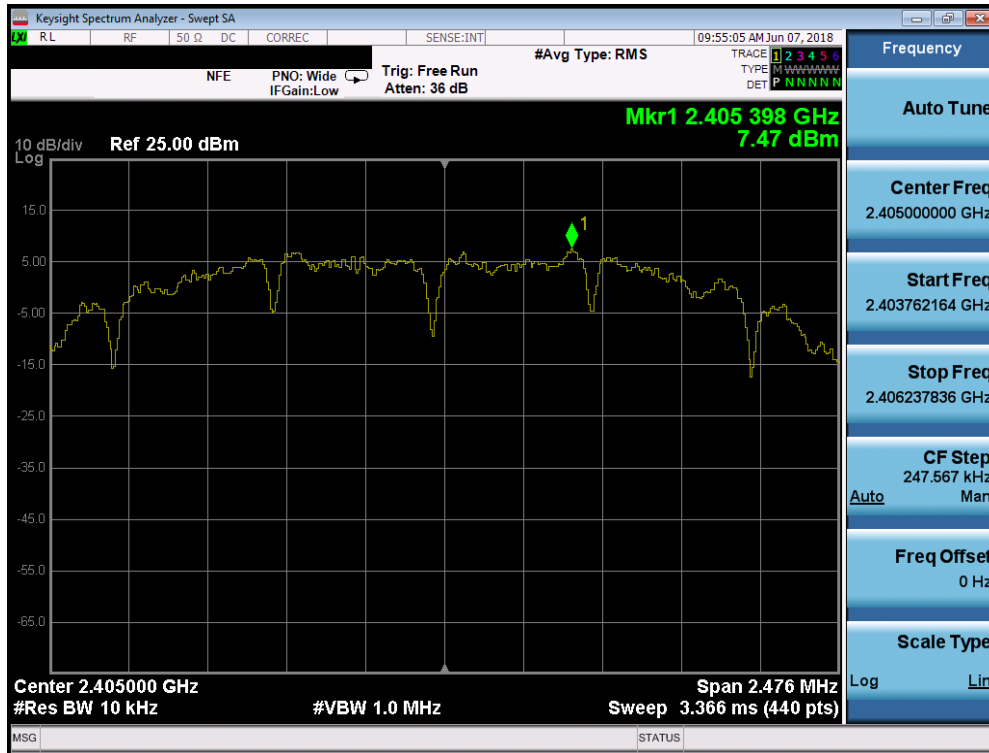 Keysight Spectrum Analyzer - Swept SA
LXI RL RF 50 Ω DC CORREC SENSE:INT 09:55:05 AM Jun 07, 2018
#Avg Type: RMS TRACE 1 2 3 4 5 6
NFE PNO: Wide Trig: Free Run TYPE M W W W W W
IFGain:Low Atten: 36 dB DET P N N N N N
Mkr1 2.405 398 GHz
7.47 dBm
10 dB/div Ref 25.00 dBm
Log
1
15.0
5.00
-5.00
-15.0
-25.0
-35.0
-45.0
-55.0
-65.0
Center 2.405000 GHz Span 2.476 MHz
#Res BW 10 kHz #VBW 1.0 MHz Sweep 3.366 ms (440 pts)
MSG STATUS
Frequency
Auto Tune
Center Freq
2.405000000 GHz
Start Freq
2.403762164 GHz
Stop Freq
2.406237836 GHz
CF Step
247.567 kHz
Auto Man
Freq Offset
0 Hz
Scale Type
Log Lin